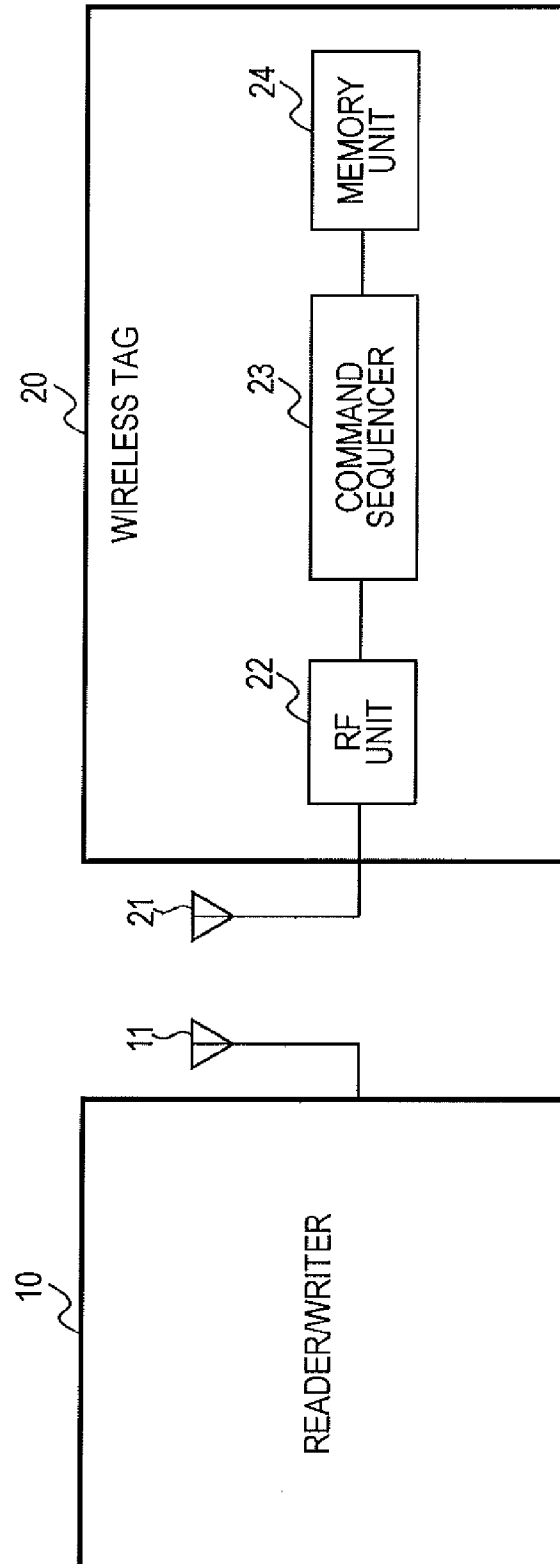 10
READER/WRITER
11
21
20
WIRELESS TAG
22
RF
UNIT
23
COMMAND
SEQUENCER
24
MEMORY
UNIT